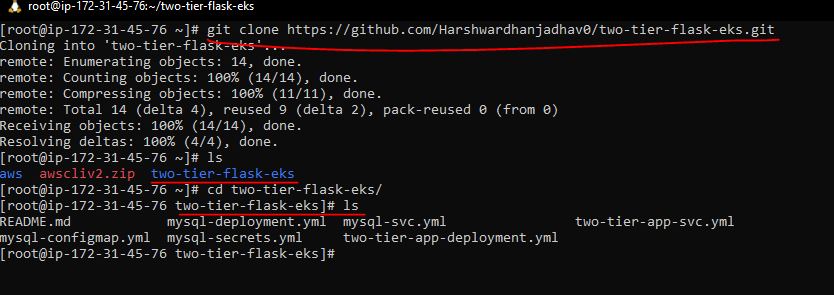 root@ip-172-31-45-76:~/two-tier-flask-eks
[root@ip-172-31-45-76 ~]# git clone https://github.com/Harshwardhanjadhav0/two-tier-flask-eks.git
Cloning into 'two-tier-flask-eks'...
remote: Enumerating objects: 14, done.
remote: Counting objects: 100% (14/14), done.
remote: Compressing objects: 100% (11/11), done.
remote: Total 14 (delta 4), reused 9 (delta 2), pack-reused 0 (from 0)
Receiving objects: 100% (14/14), done.
Resolving deltas: 100% (4/4), done.
[root@ip-172-31-45-76 ~]# ls
aws  awscliv2.zip  two-tier-flask-eks
[root@ip-172-31-45-76 ~]# cd two-tier-flask-eks/
[root@ip-172-31-45-76 two-tier-flask-eks]# ls
README.md            mysql-deployment.yml  mysql-svc.yml                two-tier-app-svc.yml
mysql-configmap.yml  mysql-secrets.yml     two-tier-app-deployment.yml
[root@ip-172-31-45-76 two-tier-flask-eks]#